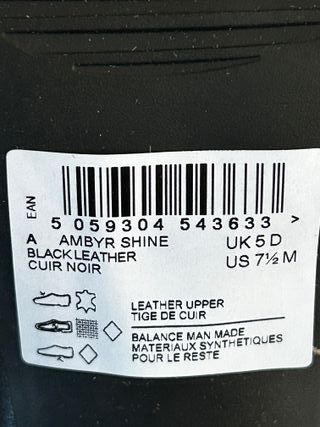 EAN
5 059304 543633 >
A AMBYR SHINE UK 5 D
BLACK LEATHER US 7½ M
CUIR NOIR
LEATHER UPPER
TIGE DE CUIR
BALANCE MAN MADE
MATERIAUX SYNTHETIQUES
POUR LE RESTE